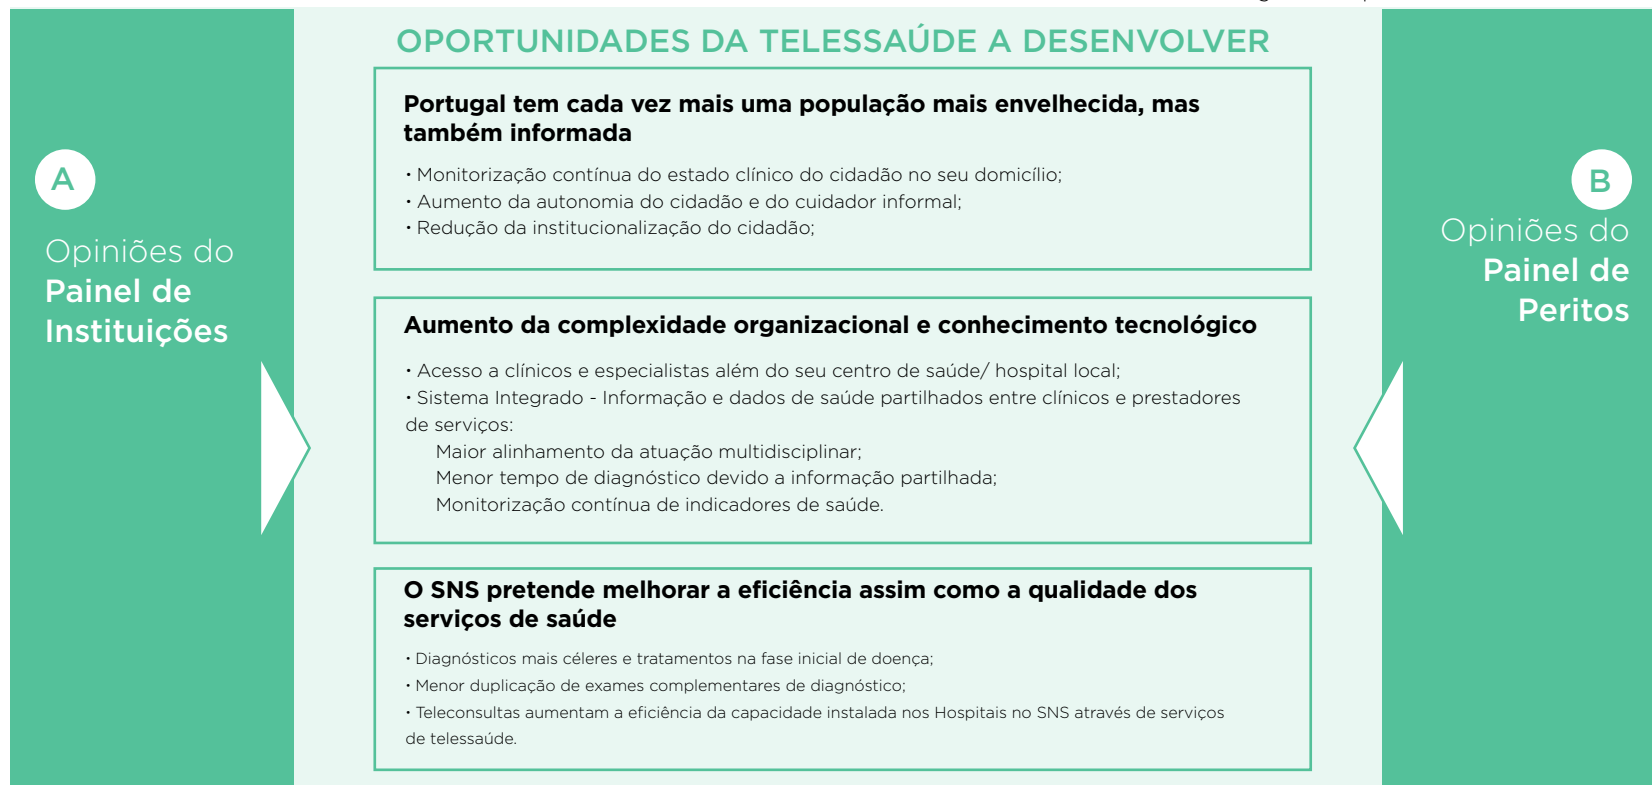 OPORTUNIDADES DA TELESSAÚDE A DESENVOLVER
A
Opiniões do
Painel de
Instituições
Portugal tem cada vez mais uma população mais envelhecida, mas
também informada
• Monitorização contínua do estado clínico do cidadão no seu domicílio;
• Aumento da autonomia do cidadão e do cuidador informal;
• Redução da institucionalização do cidadão;
Aumento da complexidade organizacional e conhecimento tecnológico
• Acesso a clínicos e especialistas além do seu centro de saúde/ hospital local;
• Sistema Integrado - Informação e dados de saúde partilhados entre clínicos e prestadores
de serviços:
Maior alinhamento da atuação multidisciplinar;
Menor tempo de diagnóstico devido a informação partilhada;
Monitorização contínua de indicadores de saúde.
O SNS pretende melhorar a eficiência assim como a qualidade dos
serviços de saúde
• Diagnósticos mais céleres e tratamentos na fase inicial de doença;
• Menor duplicação de exames complementares de diagnóstico;
• Teleconsultas aumentam a eficiência da capacidade instalada nos Hospitais no SNS através de serviços
de telessaúde.
B
Opiniões do
Painel de
Peritos